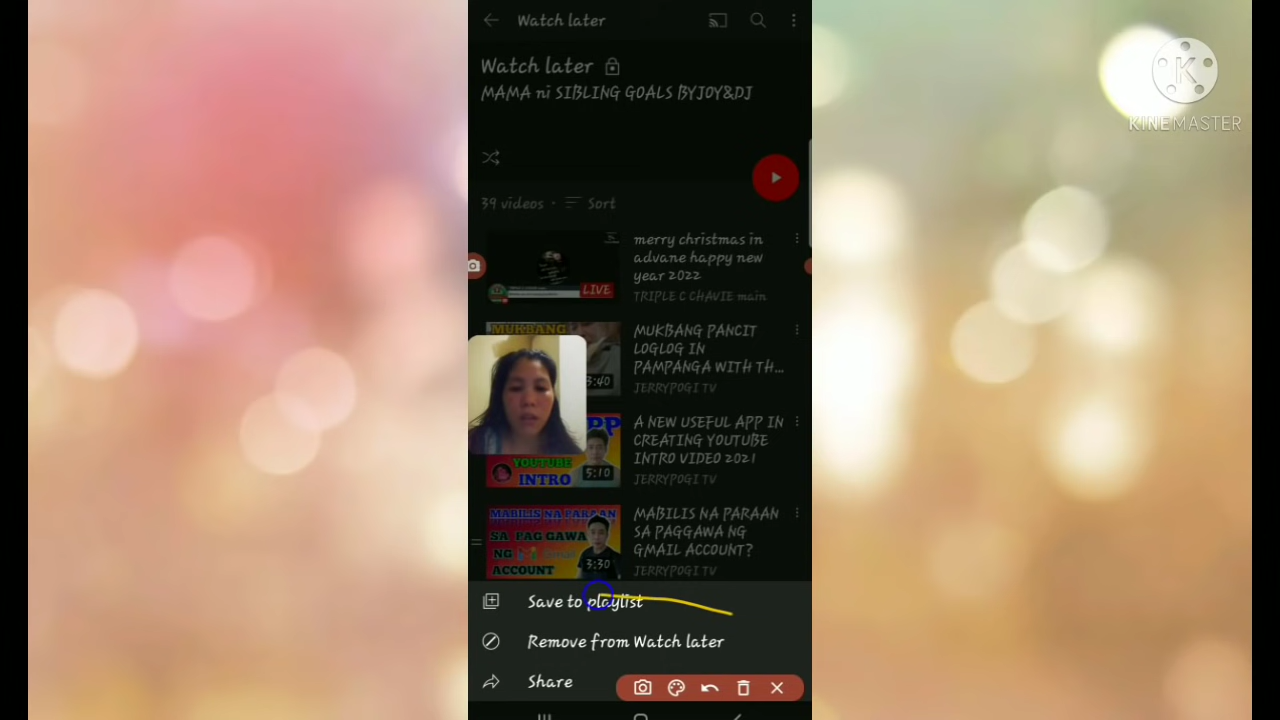 Watch later
K
KINEMASTER
Watch later
MAMA ni SIBLING GOALS BYJOY&DJ
39 videos · Sort
merry christmas in
advane happy new
year 2022
TRIPLE C CHAVIE main
LIVE
MUKBANG
3:40
MUKBANG PANCIT
LOGLOG IN
PAMPANGA WITH TH...
JERRYPOGI TV
PP
YOUTUBE
INTRO
5:10
A NEW USEFUL APP IN
CREATING YOUTUBE
INTRO VIDEO 2021
JERRYPOGI TV
MABILIS NA PARAAN
SA PAG GAWA
NG Gmail
ACCOUNT
3:30
MABILIS NA PARAAN
SA PAGGAWA NG
GMAIL ACCOUNT?
JERRYPOGI TV
Save to playlist
Remove from Watch later
Share